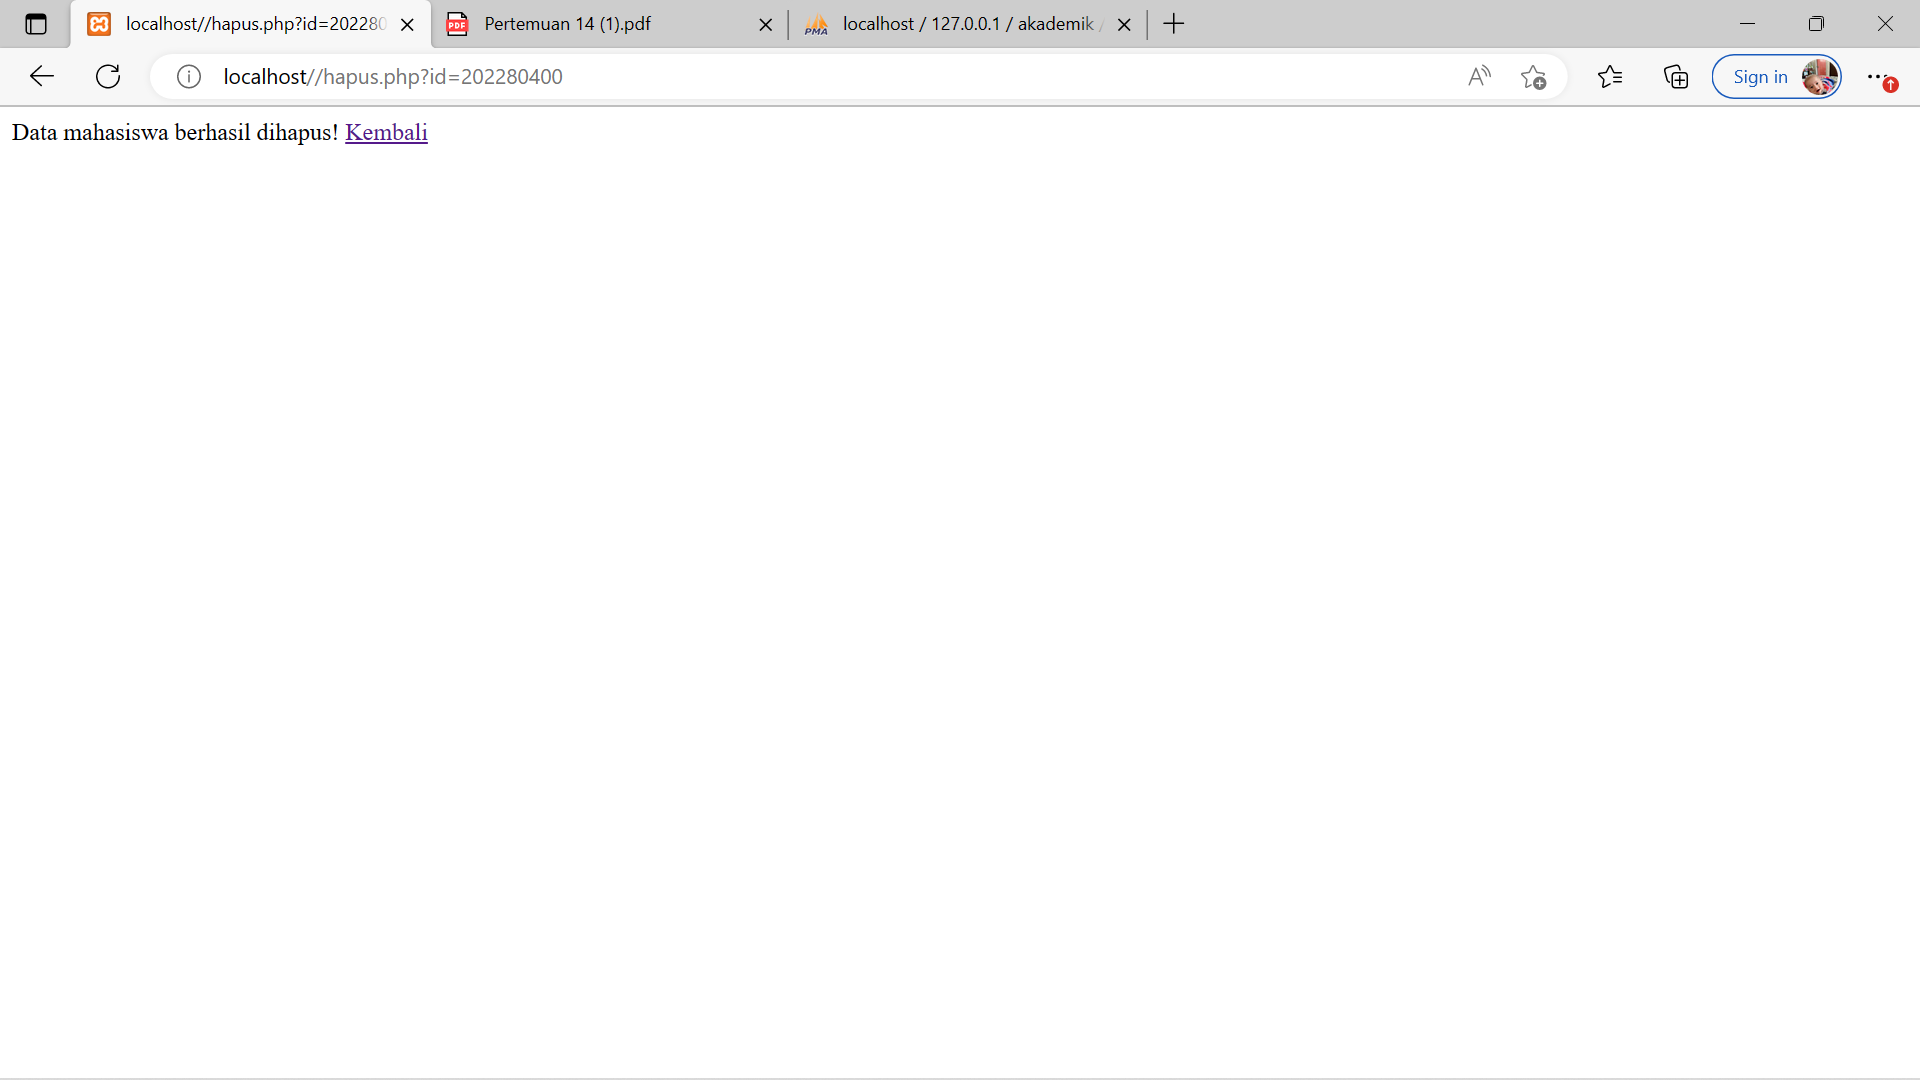 localhost//hapus.php?id=202280
Pertemuan 14 (1).pdf
PMA
localhost / 127.0.0.1 / akademik /
localhost//hapus.php?id=202280400
A
Sign in
Data mahasiswa berhasil dihapus! Kembali